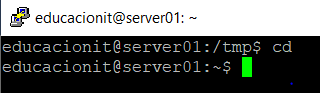 educacionit@server01: ~
educacionit@server01:/tmp$ cd
educacionit@server01:~$